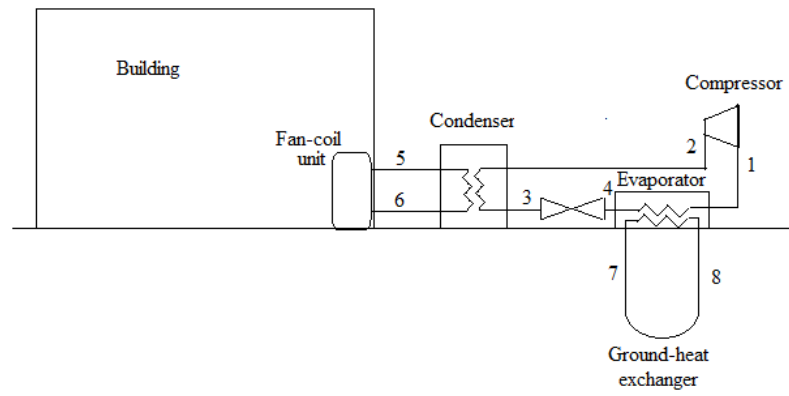 Building
Compressor
Condenser
Fan-coil
unit
5
2
1
Evaporator
6
3
4
7
8
Ground-heat
exchanger